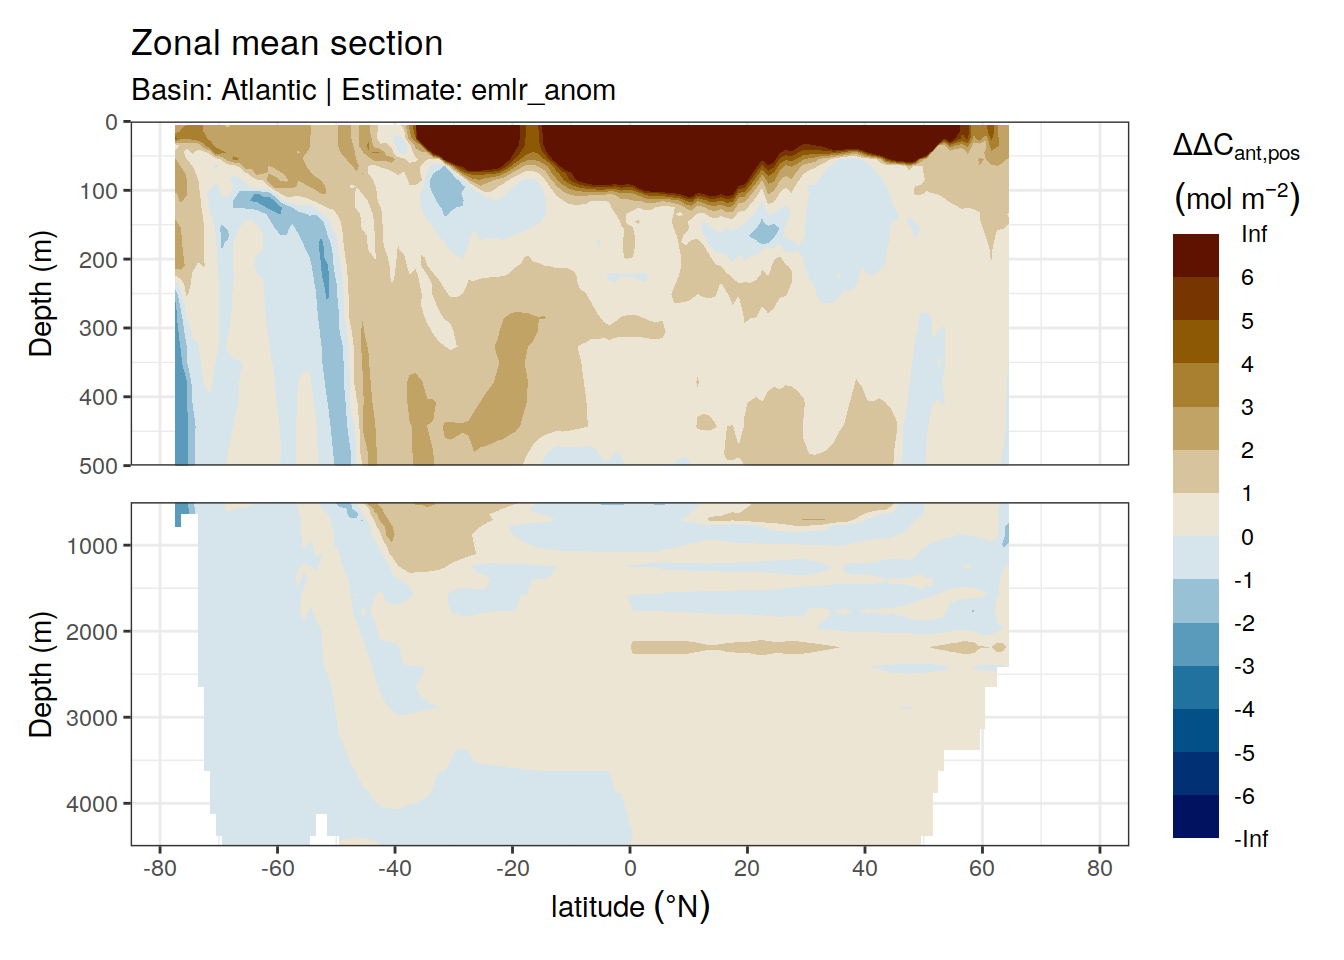 Zonal mean section
Basin: Atlantic | Estimate: emlr_anom
0
100
200
300
400
500
Depth (m)
1000
2000
3000
4000
Depth (m)
-80 -60 -40 -20 0 20 40 60 80
latitude (°N)
ΔΔC_ant,pos
(mol m⁻²)
Inf
6
5
4
3
2
1
0
-1
-2
-3
-4
-5
-6
-Inf